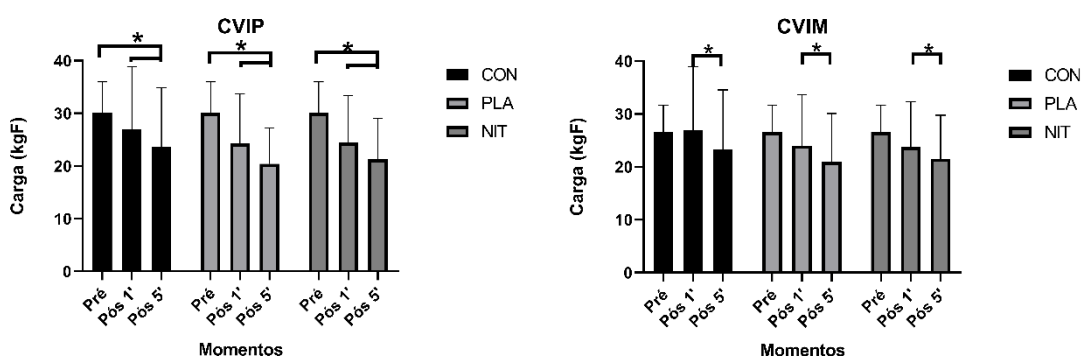 CVIP
*
*
*
40
30
20
10
0
Carga (kgF)
Pré
Pós 1'
Pós 5'
Pré
Pós 1'
Pós 5'
Pré
Pós 1'
Pós 5'
Momentos
CON
PLA
NIT
CVIM
*
*
*
40
30
20
10
0
Carga (kgF)
Pré
Pós 1'
Pós 5'
Pré
Pós 1'
Pós 5'
Pré
Pós 1'
Pós 5'
Momentos
CON
PLA
NIT